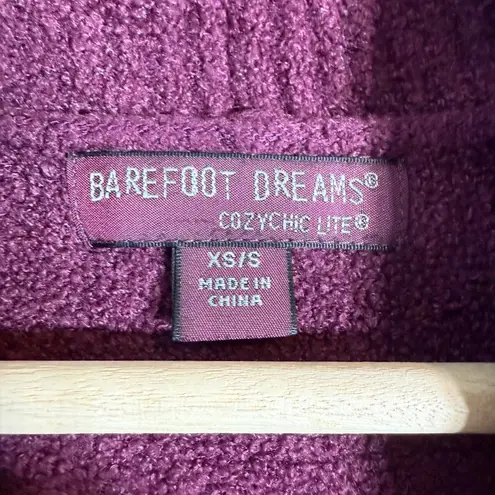 BAREFOOT DREAMS®
COZYCHIC LITE®
XS/S
MADE IN
CHINA